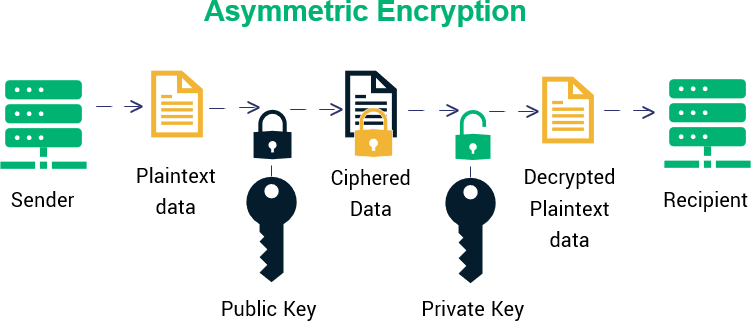 Asymmetric Encryption
Sender
Plaintext
data
Public Key
Ciphered
Data
Private Key
Decrypted
Plaintext
data
Recipient